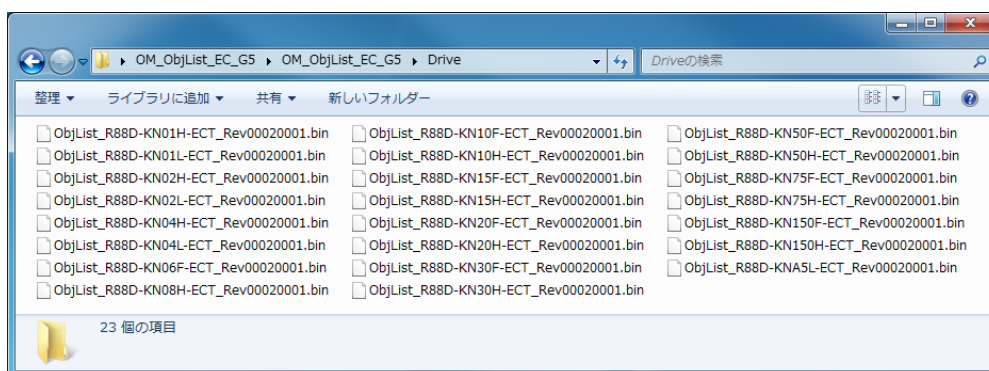 OM_ObjList_EC_G5 ▸ OM_ObjList_EC_G5 ▸ Drive
Driveの検索
整理 ライブラリに追加 共有 新しいフォルダー
ObjList_R88D-KN01H-ECT_Rev00020001.bin
ObjList_R88D-KN01L-ECT_Rev00020001.bin
ObjList_R88D-KN02H-ECT_Rev00020001.bin
ObjList_R88D-KN02L-ECT_Rev00020001.bin
ObjList_R88D-KN04H-ECT_Rev00020001.bin
ObjList_R88D-KN04L-ECT_Rev00020001.bin
ObjList_R88D-KN06F-ECT_Rev00020001.bin
ObjList_R88D-KN08H-ECT_Rev00020001.bin
ObjList_R88D-KN10F-ECT_Rev00020001.bin
ObjList_R88D-KN10H-ECT_Rev00020001.bin
ObjList_R88D-KN15F-ECT_Rev00020001.bin
ObjList_R88D-KN15H-ECT_Rev00020001.bin
ObjList_R88D-KN20F-ECT_Rev00020001.bin
ObjList_R88D-KN20H-ECT_Rev00020001.bin
ObjList_R88D-KN30F-ECT_Rev00020001.bin
ObjList_R88D-KN30H-ECT_Rev00020001.bin
ObjList_R88D-KN50F-ECT_Rev00020001.bin
ObjList_R88D-KN50H-ECT_Rev00020001.bin
ObjList_R88D-KN75F-ECT_Rev00020001.bin
ObjList_R88D-KN75H-ECT_Rev00020001.bin
ObjList_R88D-KN150F-ECT_Rev00020001.bin
ObjList_R88D-KN150H-ECT_Rev00020001.bin
ObjList_R88D-KNA5L-ECT_Rev00020001.bin
23 個の項目